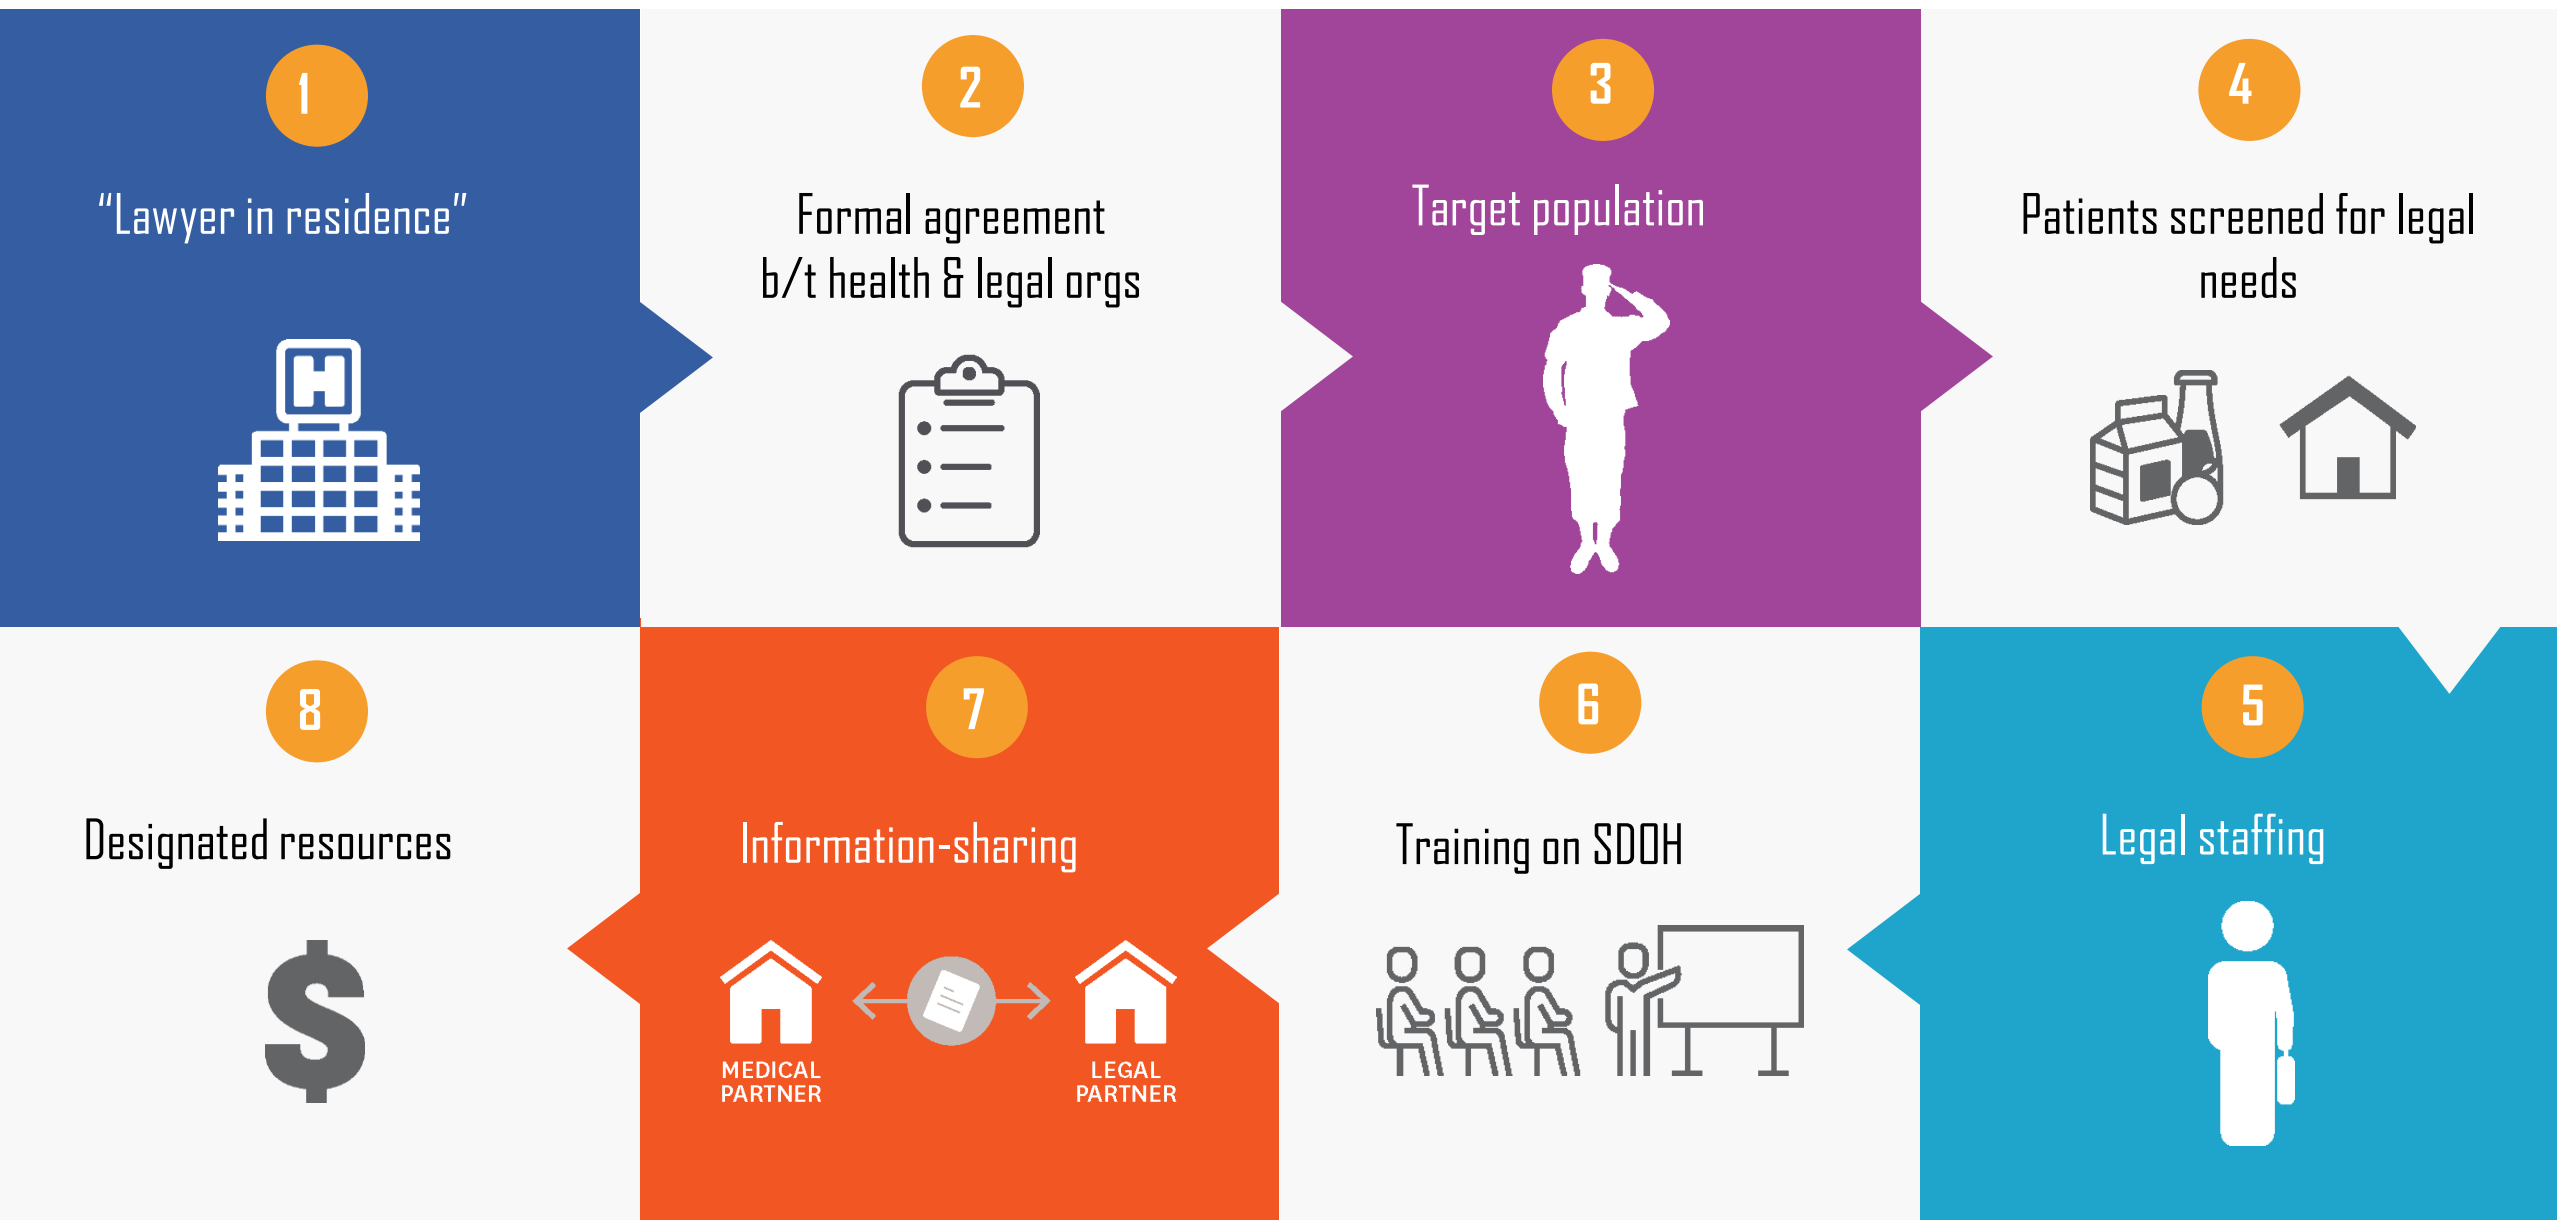 1
“Lawyer in residence”
H
2
Formal agreement
b/t health & legal orgs
3
Target population
4
Patients screened for legal
needs
5
Legal staffing
6
Training on SDOH
7
Information-sharing
MEDICAL
PARTNER
LEGAL
PARTNER
8
Designated resources
$